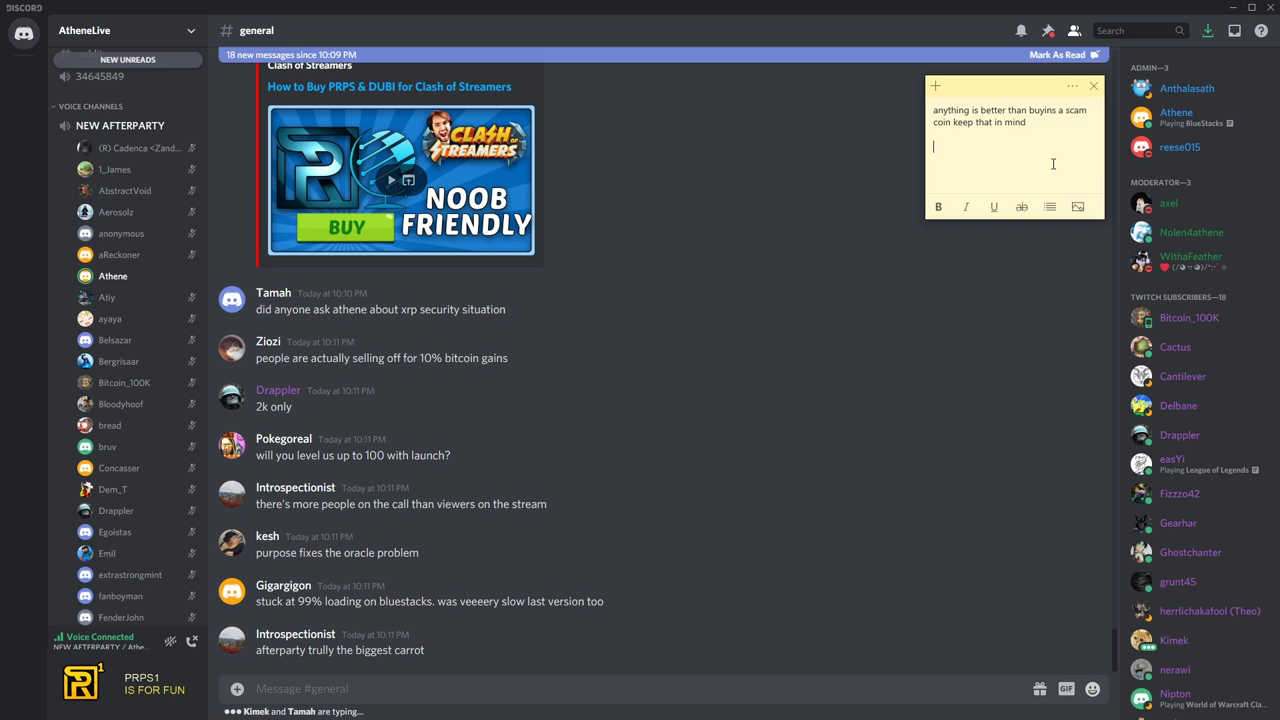 DISCORD
AtheneLive
# general
Search
NEW UNREADS
34645849
VOICE CHANNELS
NEW AFTERPARTY
(R) Cadenca <Zand...
1_James
AbstractVoid
Aerosolz
anonymous
aReckoner
Athene
Atiy
ayaya
Belsazar
Bergrisaar
Bitcoin_100K
Bloodyhoof
bread
bruv
Concasser
Dem_T
Drappler
Egoistas
Emil
extrastrongmint
fanboyman
FenderJohn
Voice Connected
NEW AFTERPARTY / Athe...
PRPS1
IS FOR FUN
18 new messages since 10:09 PM
Mark As Read
Clash of Streamers
How to Buy PRPS & DUBI for Clash of Streamers
CLASH
OF
STREAMERS
NOOB
FRIENDLY
BUY
Tamah Today at 10:10 PM
did anyone ask athene about xrp security situation
Ziozi Today at 10:11 PM
people are actually selling off for 10% bitcoin gains
Drappler Today at 10:11 PM
2k only
Pokegoreal Today at 10:11 PM
will you level us up to 100 with launch?
Introspectionist Today at 10:11 PM
there's more people on the call than viewers on the stream
kesh Today at 10:11 PM
purpose fixes the oracle problem
Gigargigon Today at 10:11 PM
stuck at 99% loading on bluestacks. was veeeery slow last version too
Introspectionist Today at 10:11 PM
afterparty trully the biggest carrot
Message #general
GIF
Kimek and Tamah are typing...
anything is better than buyins a scam
coin keep that in mind
B I U ab
ADMIN—3
Anthalasath
Athene
Playing BlueStacks
reese015
MODERATOR—3
axel
Nolen4athene
WithaFeather
TWITCH SUBSCRIBERS—18
Bitcoin_100K
Cactus
Cantilever
Delbane
Drappler
easYi
Playing League of Legends
Fizzzo42
Gearhar
Ghostchanter
grunt45
herrlichakafool (Theo)
Kimek
nerawi
Nipton
Playing World of Warcraft Cla...